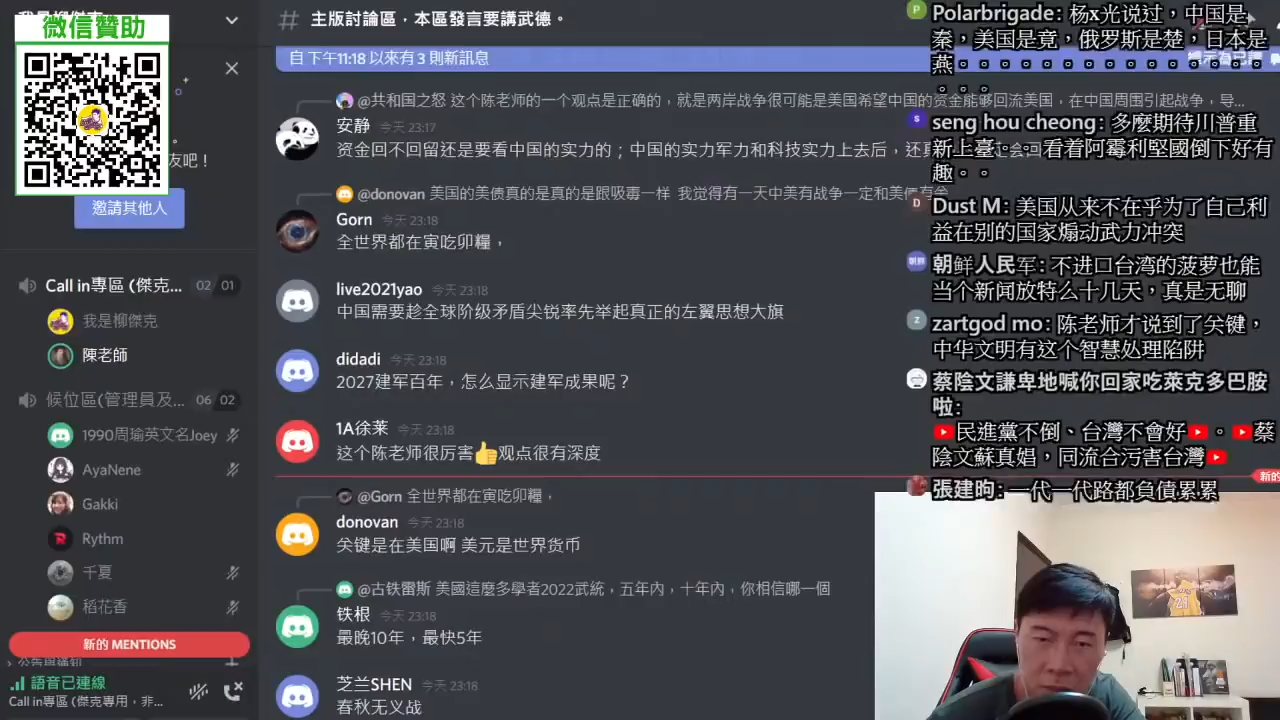 微信贊助
友吧！
邀請其他人
Call in專區 (傑克... 02 01
我是柳傑克
陳老師
候位區(管理員及... 06 02
1990周瑜英文名Joey
AyaNene
Gakki
Rythm
千夏
稻花香
新的 MENTIONS
語音已連線
Call in專區 (傑克專用，非...
# 主版討論區，本區發言要講武德。
自 下午11:18 以來有 3 則新訊息
@共和国之怒 这个陈老师的一个观点是正确的，就是两岸战争很可能是美国希望中国的资金能够回流美国，在中国周围引起战争，导...
安静 今天 23:17
资金回不回留还是要看中国的实力的；中国的实力军力和科技实力上去后，还
@donovan 美国的美债真的是真的是跟吸毒一样 我觉得有一天中美有战争一定和美债有关
Gorn 今天 23:18
全世界都在寅吃卯糧，
live2021yao 今天 23:18
中国需要趁全球阶级矛盾尖锐率先举起真正的左翼思想大旗
didadi 今天 23:18
2027建军百年，怎么显示建军成果呢？
1A徐莱 今天 23:18
这个陈老师很厉害👍观点很有深度
新的
@Gorn 全世界都在寅吃卯糧，
donovan 今天 23:18
关键是在美国啊 美元是世界货币
@古铁雷斯 美國這麼多學者2022武統，五年內，十年內，你相信哪一個
铁根 今天 23:18
最晚10年，最快5年
芝兰SHEN 今天 23:18
春秋无义战
Polarbrigade: 杨x光说过，中国是
秦，美国是竟，俄罗斯是楚，日本是
燕。。。。。。。。。。。。。。。
。。。
seng hou cheong: 多麼期待川普重
新上臺。。看着阿霉利堅國倒下好有
趣。。
Dust M: 美国从来不在乎为了自己利
益在别的国家煽动武力冲突
朝鲜人民军: 不进口台湾的菠萝也能
当个新闻放特么十几天，真是无聊
zartgod mo: 陈老师才说到了关键，
中华文明有这个智慧处理陷阱
蔡陰文謙卑地喊你回家吃萊克多巴胺
啦:
民進黨不倒、台灣不會好。蔡
陰文蘇真娼，同流合污害台灣
張建昫: 一代一代路都負債累累